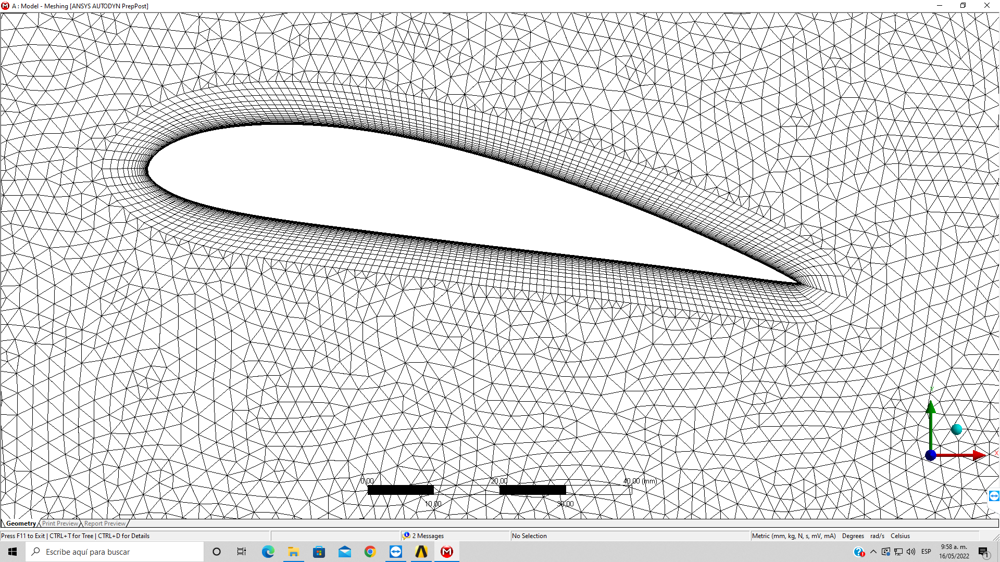 A : Model - Meshing [ANSYS AUTODYN PrepPost]
Y
X
0,00 20,00 40,00 (mm)
10,00 30,00
Geometry Print Preview Report Preview
Press F11 to Exit | CTRL+T for Tree | CTRL+D for Details 2 Messages No Selection Metric (mm, kg, N, s, mV, mA) Degrees rad/s Celsius
Escribe aquí para buscar
ESP 9:58 a. m.
16/05/2022
1